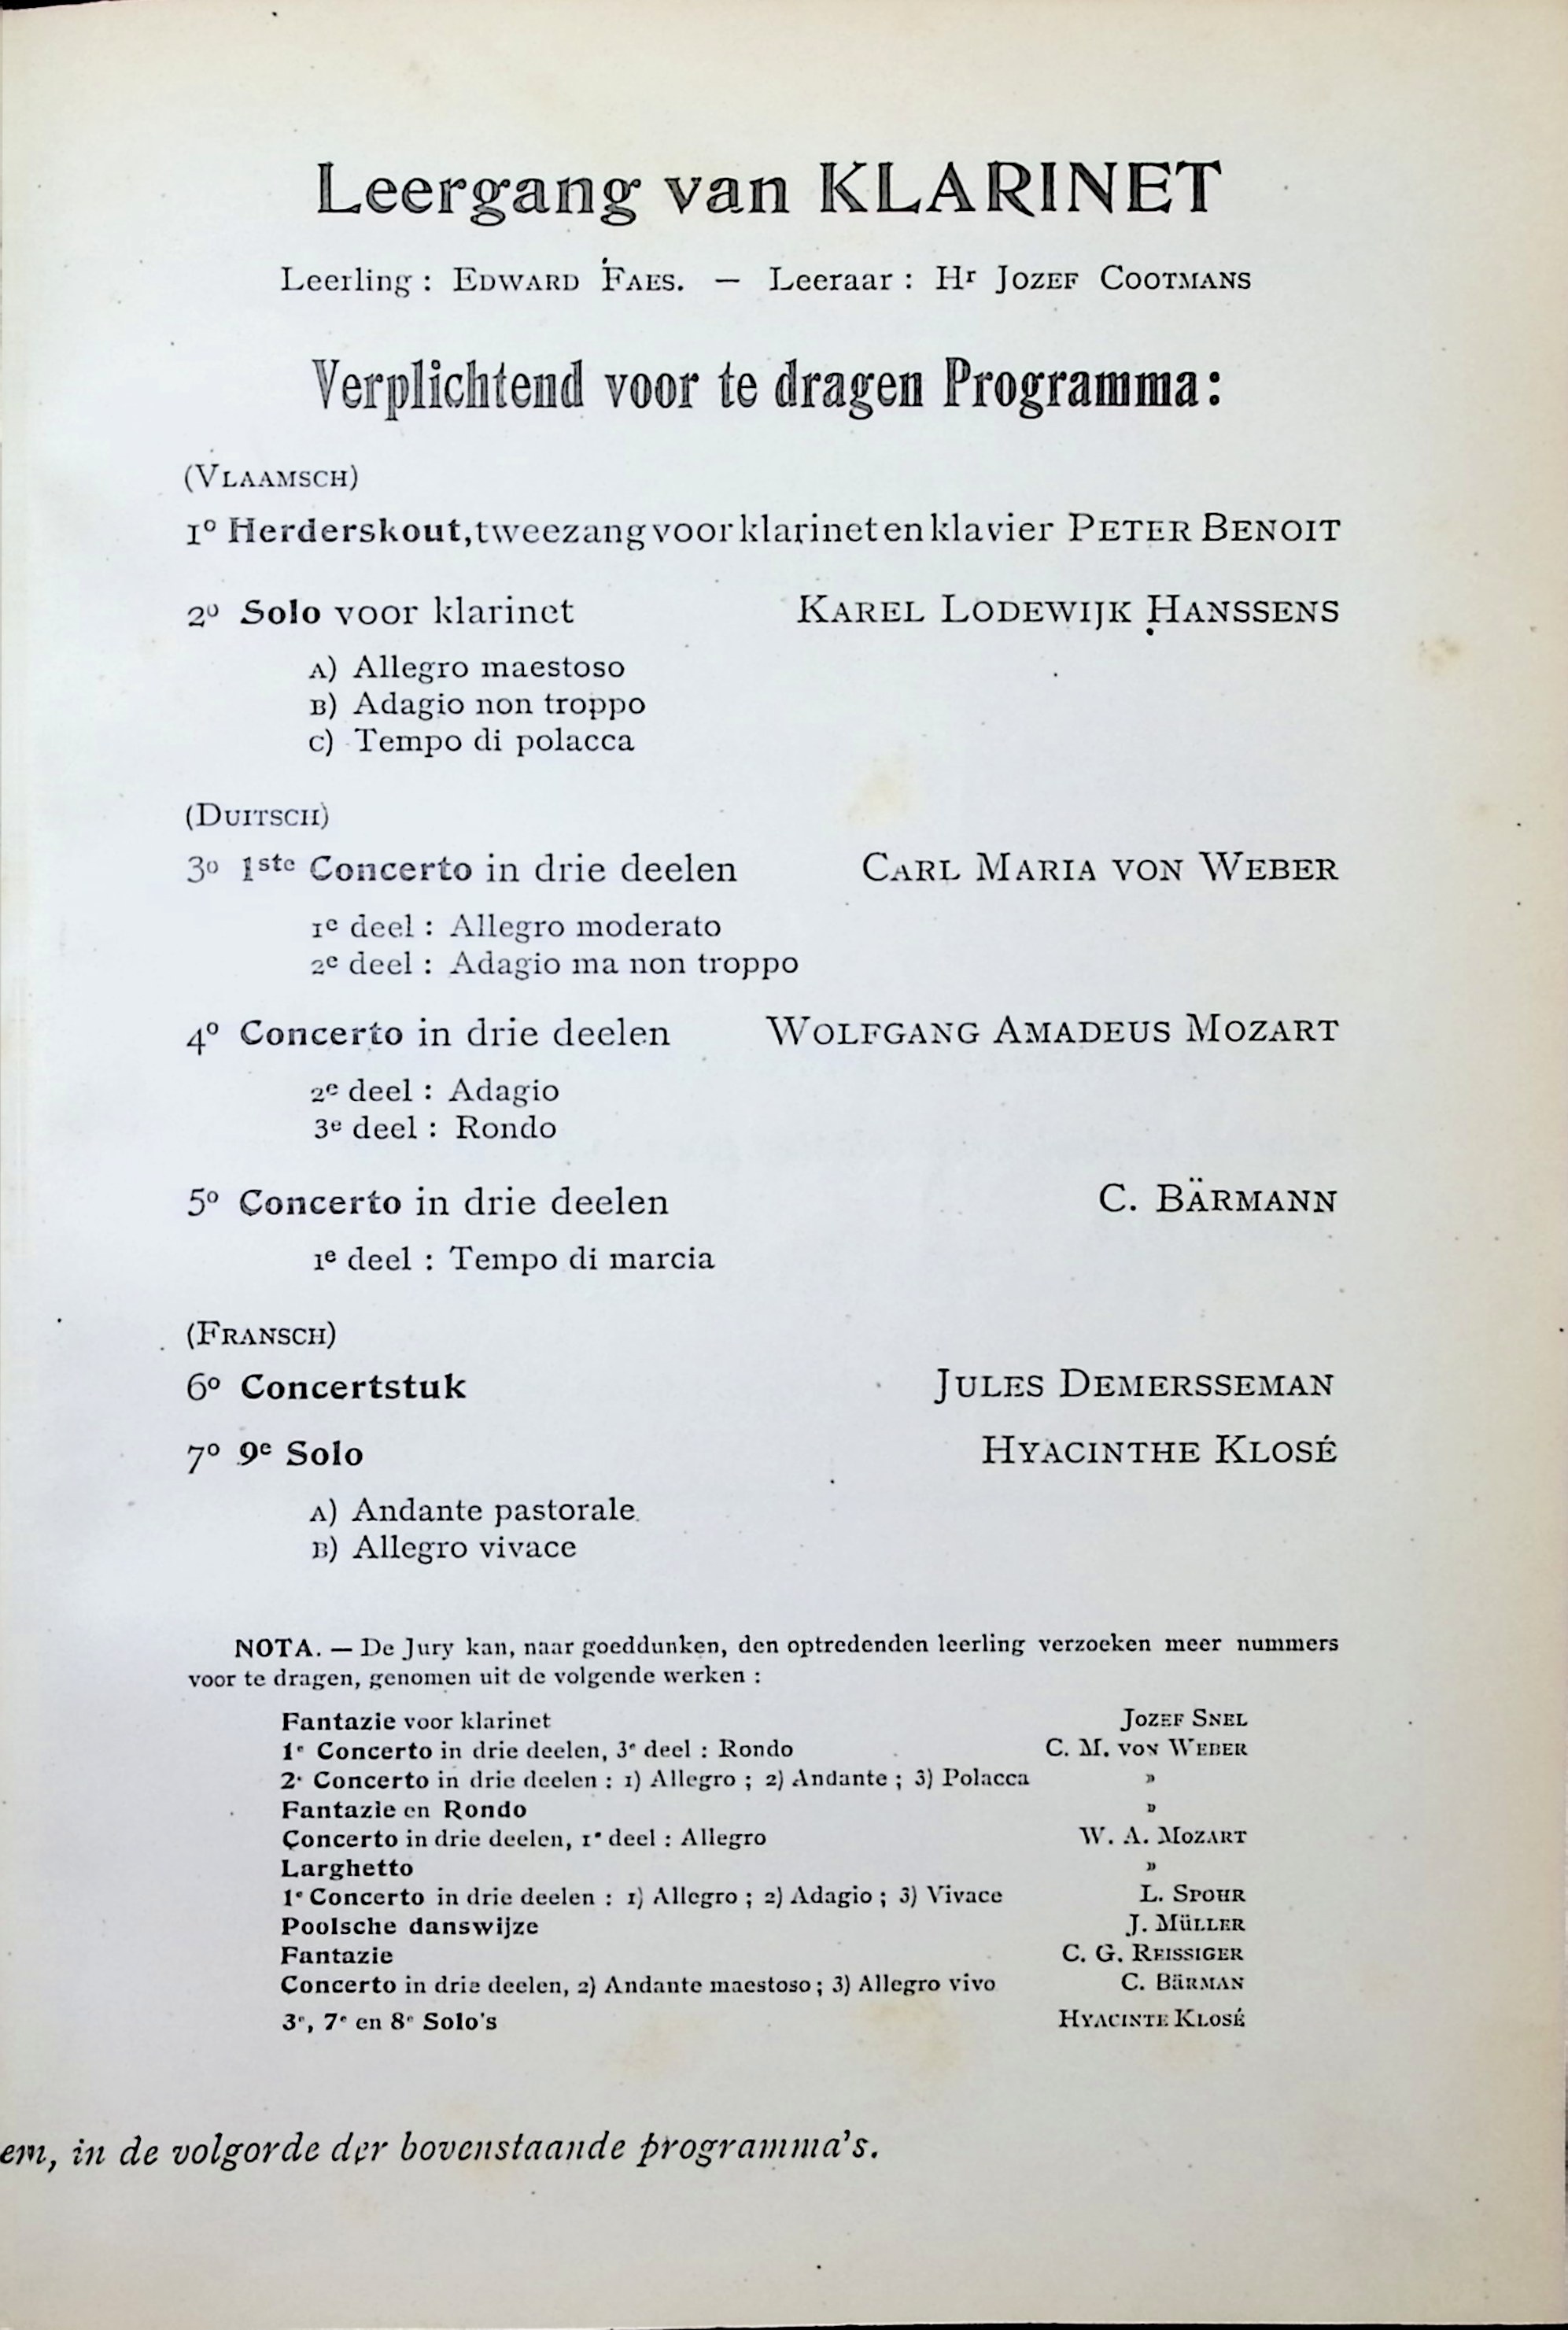 Leergang van KLARINET
Leerling : EDWARD FAES. — Leeraar : Hr JOZEF COOTMANS
Verplichtend voor te dragen Programma:
(VLAAMSCH)
1º Herderskout, tweezang voor klarinet en klavier PETER BENOIT
2º Solo voor klarinet KAREL LODEWIJK HANSSENS
A) Allegro maestoso
B) Adagio non troppo
C) Tempo di polacca
(DUITSCH)
3º 1ste Concerto in drie deelen CARL MARIA VON WEBER
1e deel : Allegro moderato
2e deel : Adagio ma non troppo
4º Concerto in drie deelen WOLFGANG AMADEUS MOZART
2e deel : Adagio
3e deel : Rondo
5º Concerto in drie deelen C. BÄRMANN
1e deel : Tempo di marcia
(FRANSCH)
6º Concertstuk JULES DEMERSSEMAN
7º 9e Solo HYACINTHE KLOSÉ
A) Andante pastorale
B) Allegro vivace
NOTA. — De Jury kan, naar goeddunken, den optredenden leerling verzoeken meer nummers
voor te dragen, genomen uit de volgende werken :
Fantazie voor klarinet JOZEF SNEL
1e Concerto in drie deelen, 3e deel : Rondo C. M. VON WEBER
2e Concerto in drie deelen : 1) Allegro ; 2) Andante ; 3) Polacca »
Fantazie en Rondo »
Concerto in drie deelen, 1e deel : Allegro W. A. MOZART
Larghetto »
1e Concerto in drie deelen : 1) Allegro ; 2) Adagio ; 3) Vivace L. SPOHR
Poolsche danswijze J. MÜLLER
Fantazie C. G. REISSIGER
Concerto in drie deelen, 2) Andante maestoso ; 3) Allegro vivo C. BÄRMAN
3e, 7e en 8e Solo's HYACINTE KLOSÉ
em, in de volgorde der bovenstaande programma's.